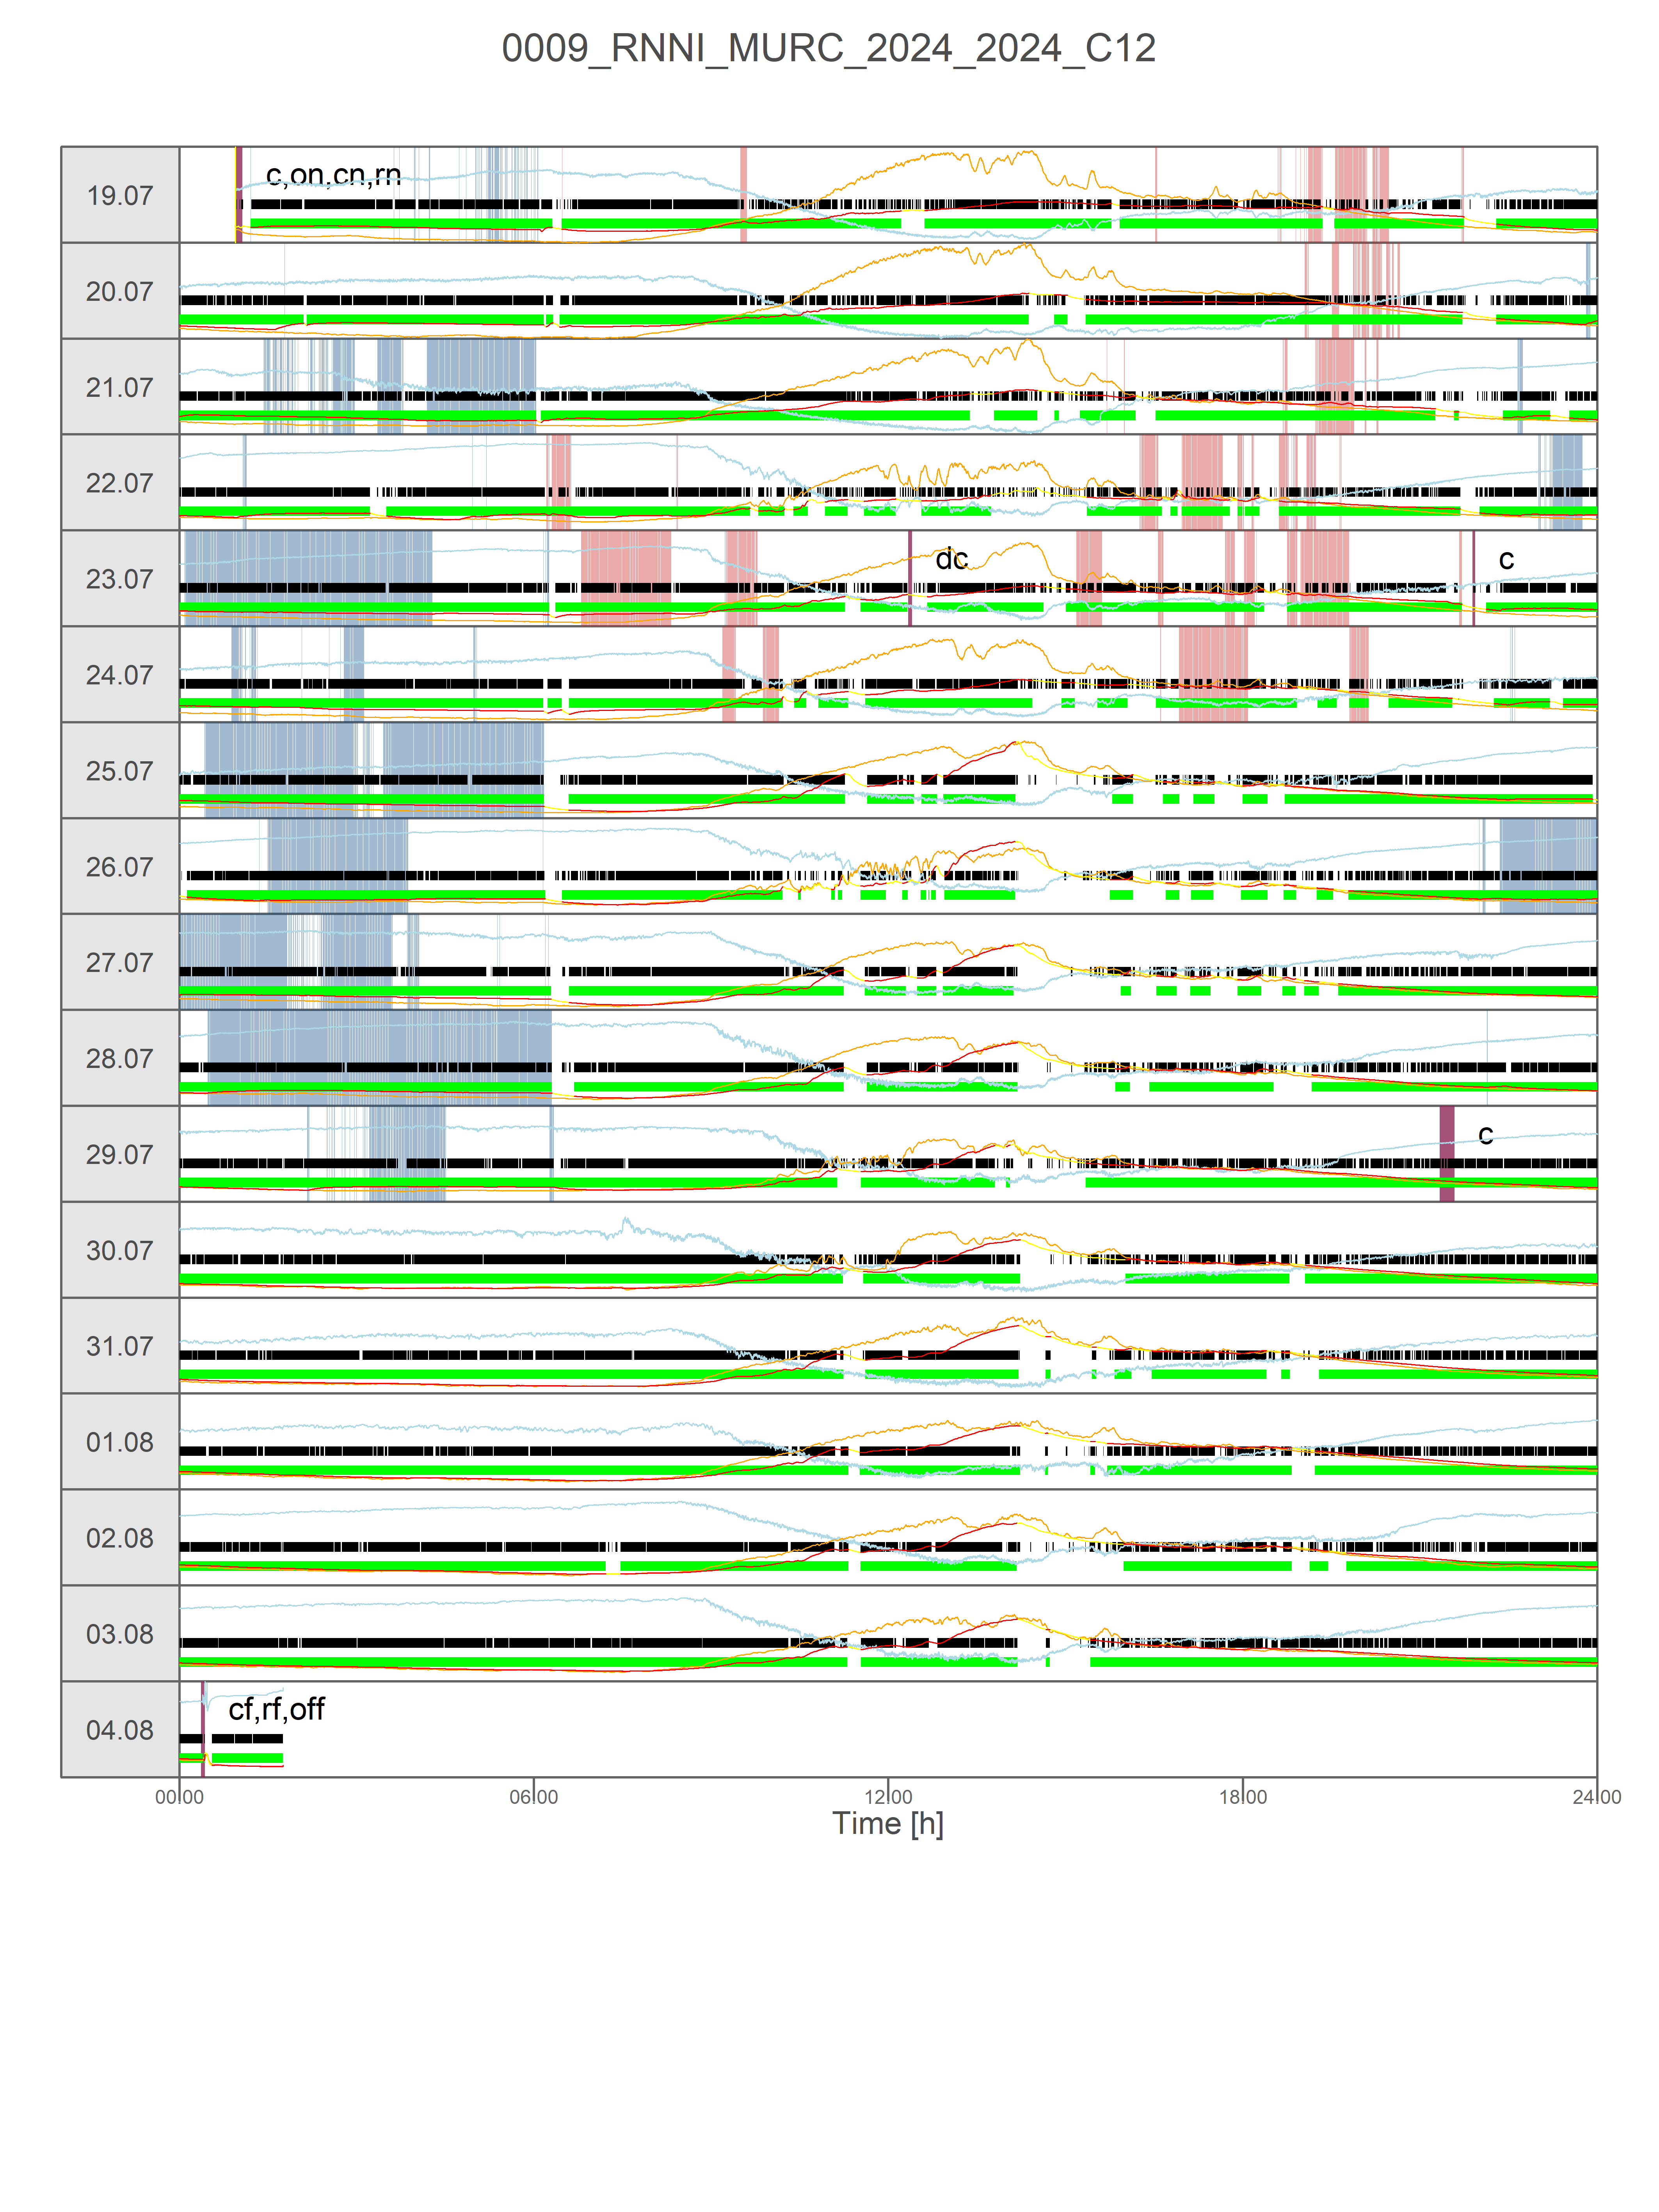 0009_RNNI_MURC_2024_2024_C12
19.07
c,on,cn,rn
20.07
21.07
22.07
23.07
dc
c
24.07
25.07
26.07
27.07
28.07
29.07
c
30.07
31.07
01.08
02.08
03.08
04.08
cf,rf,off
00:00 06:00 12:00 18:00 24:00
Time [h]